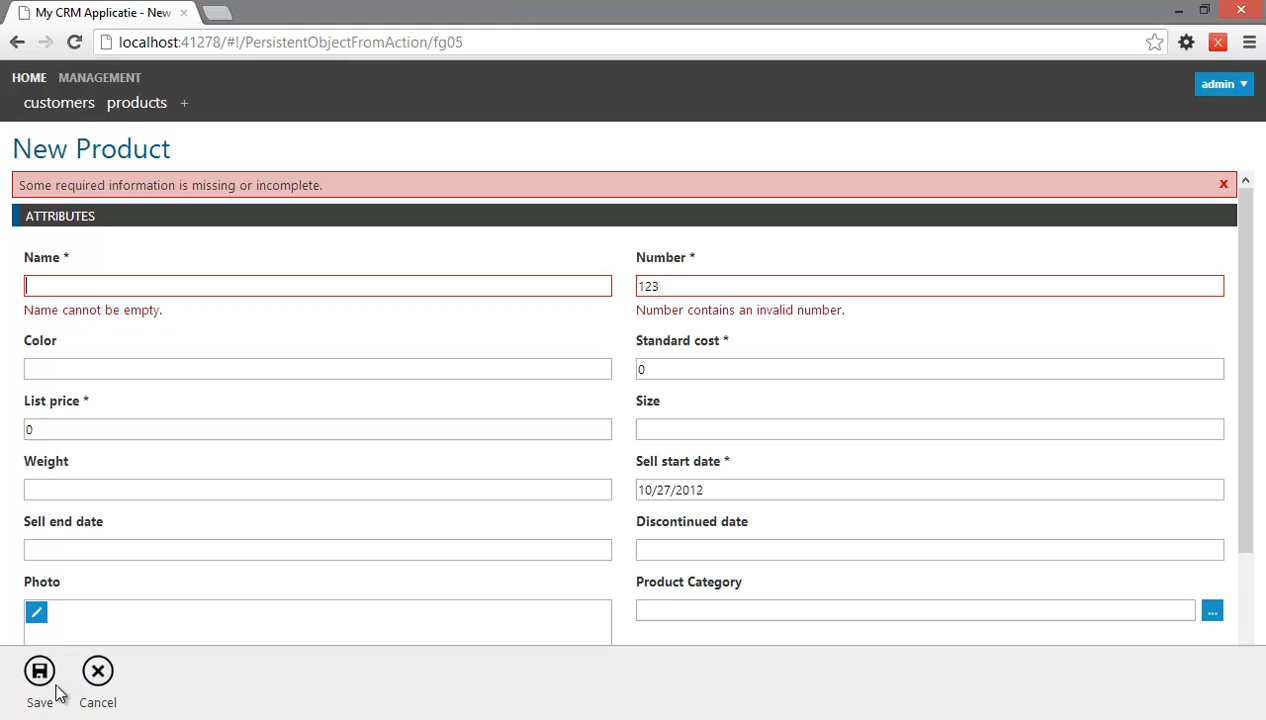 My CRM Applicatie - New
localhost:41278/#!/PersistentObjectFromAction/fg05
HOME MANAGEMENT
admin
customers products +
New Product
Some required information is missing or incomplete.
x
ATTRIBUTES
Name * Number *
123
Name cannot be empty. Number contains an invalid number.
Color Standard cost *
0
List price * Size
0
Weight Sell start date *
10/27/2012
Sell end date Discontinued date
Photo Product Category
...
Save Cancel